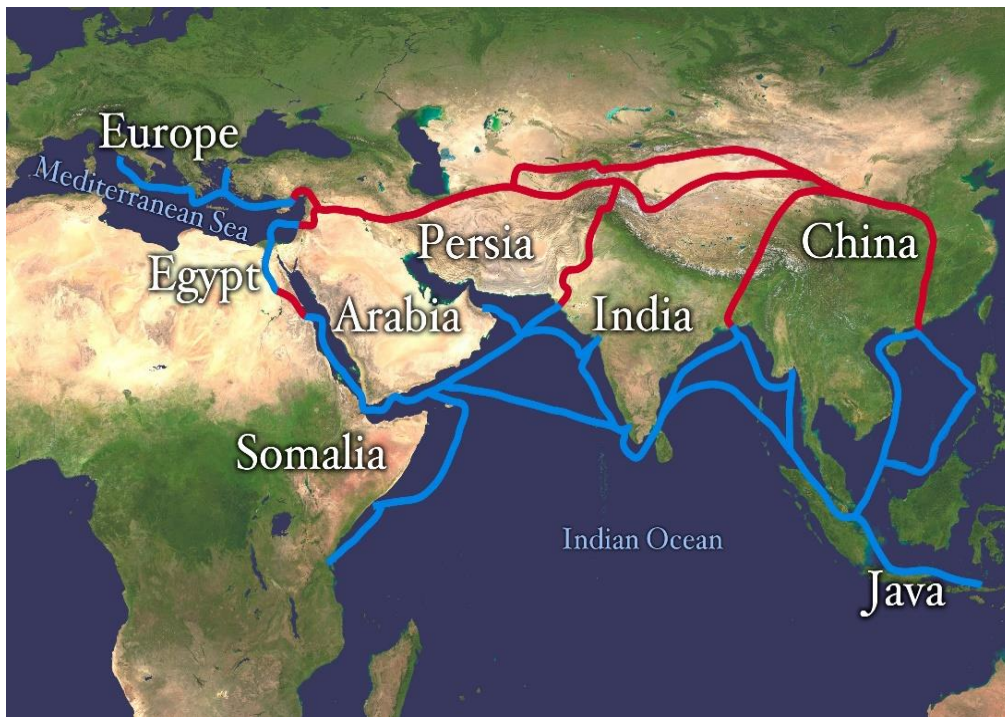 Europe
Mediterranean Sea
Egypt
Persia
China
Arabia
India
Somalia
Indian Ocean
Java